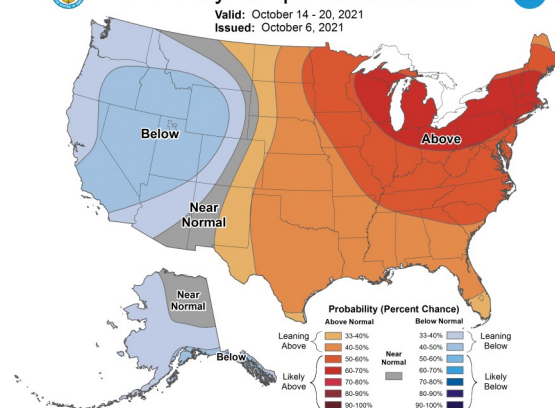 Valid: October 14 - 20, 2021
Issued: October 6, 2021
Below
Above
Near
Normal
Near
Normal
Below
Probability (Percent Chance)
Above Normal
Below Normal
Leaning
Above
33-40%
40-50%
33-40%
40-50%
Leaning
Below
50-60%
60-70%
Near
Normal
50-60%
60-70%
Likely
Above
70-80%
80-90%
90-100%
70-80%
80-90%
90-100%
Likely
Below